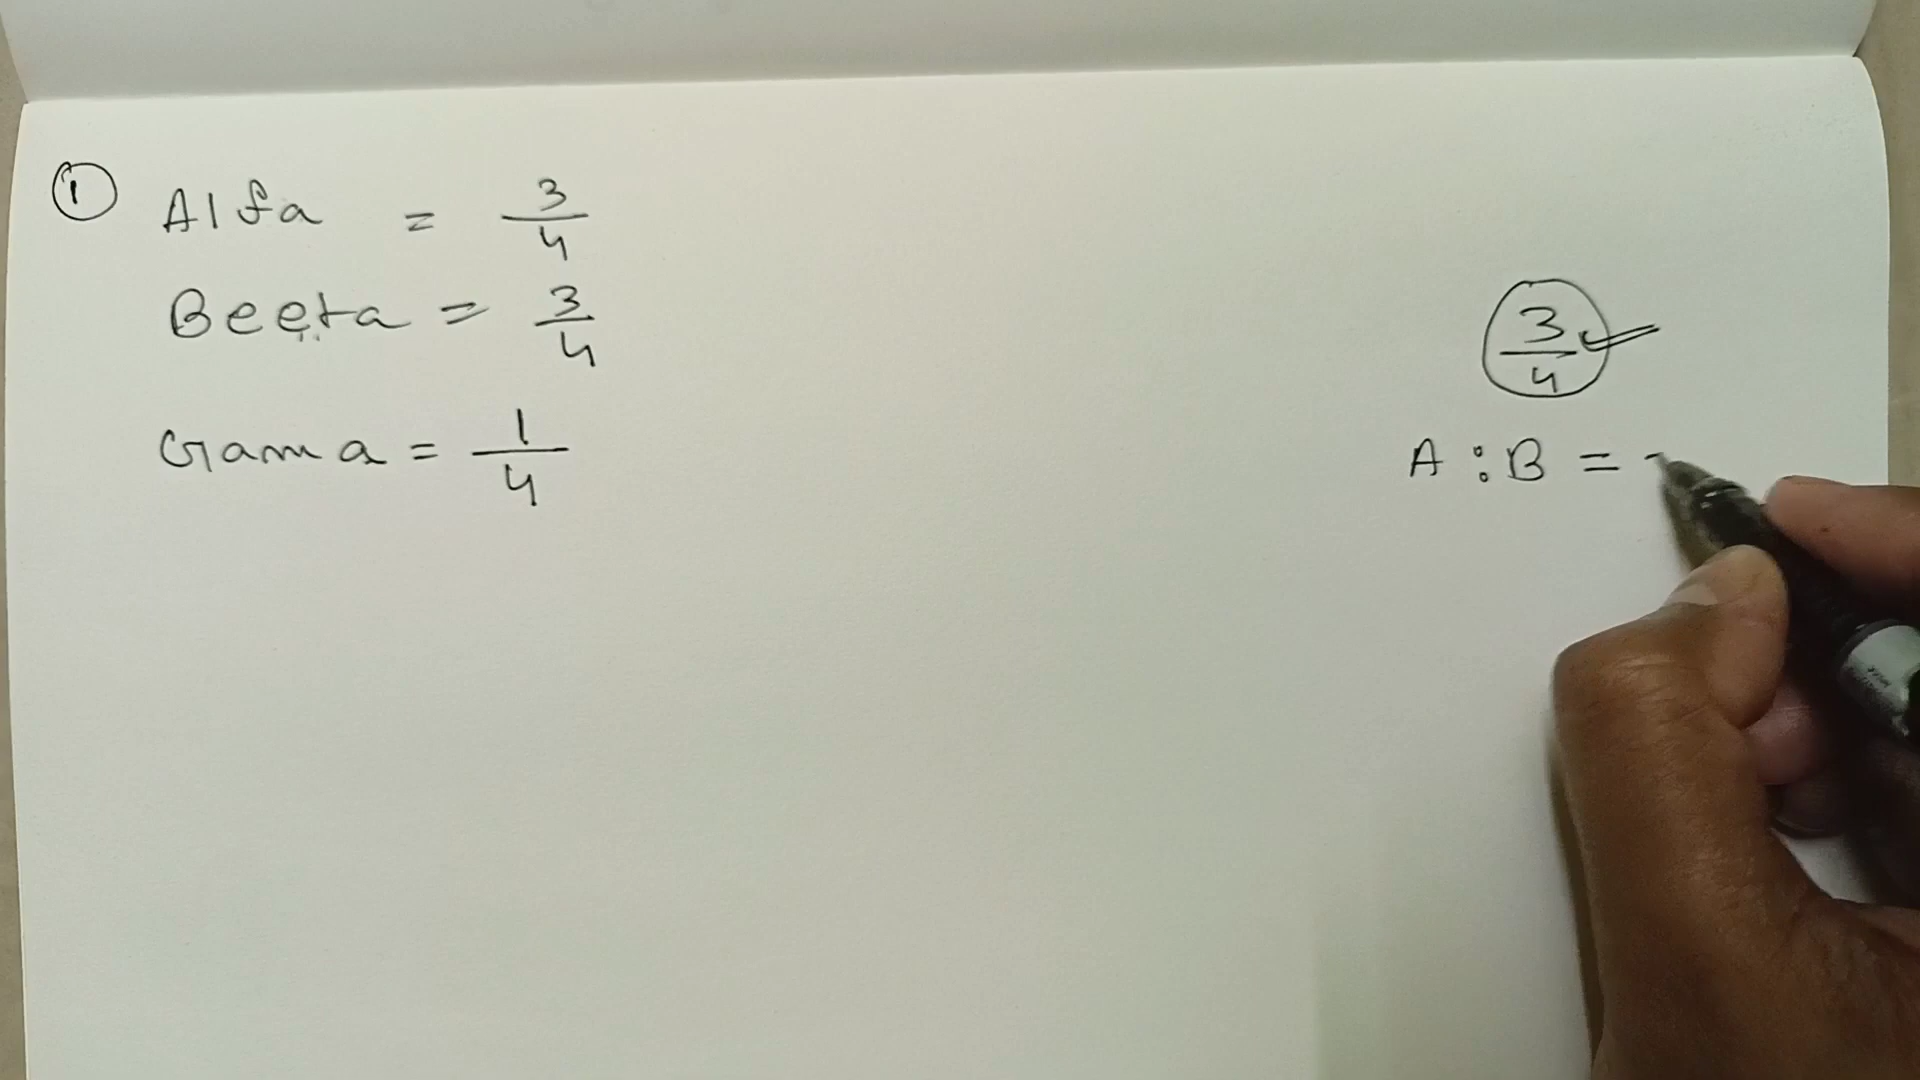 ① Alfa = 3/4
Beeta = 3/4
Gama = 1/4
3/4 ✓
A : B =